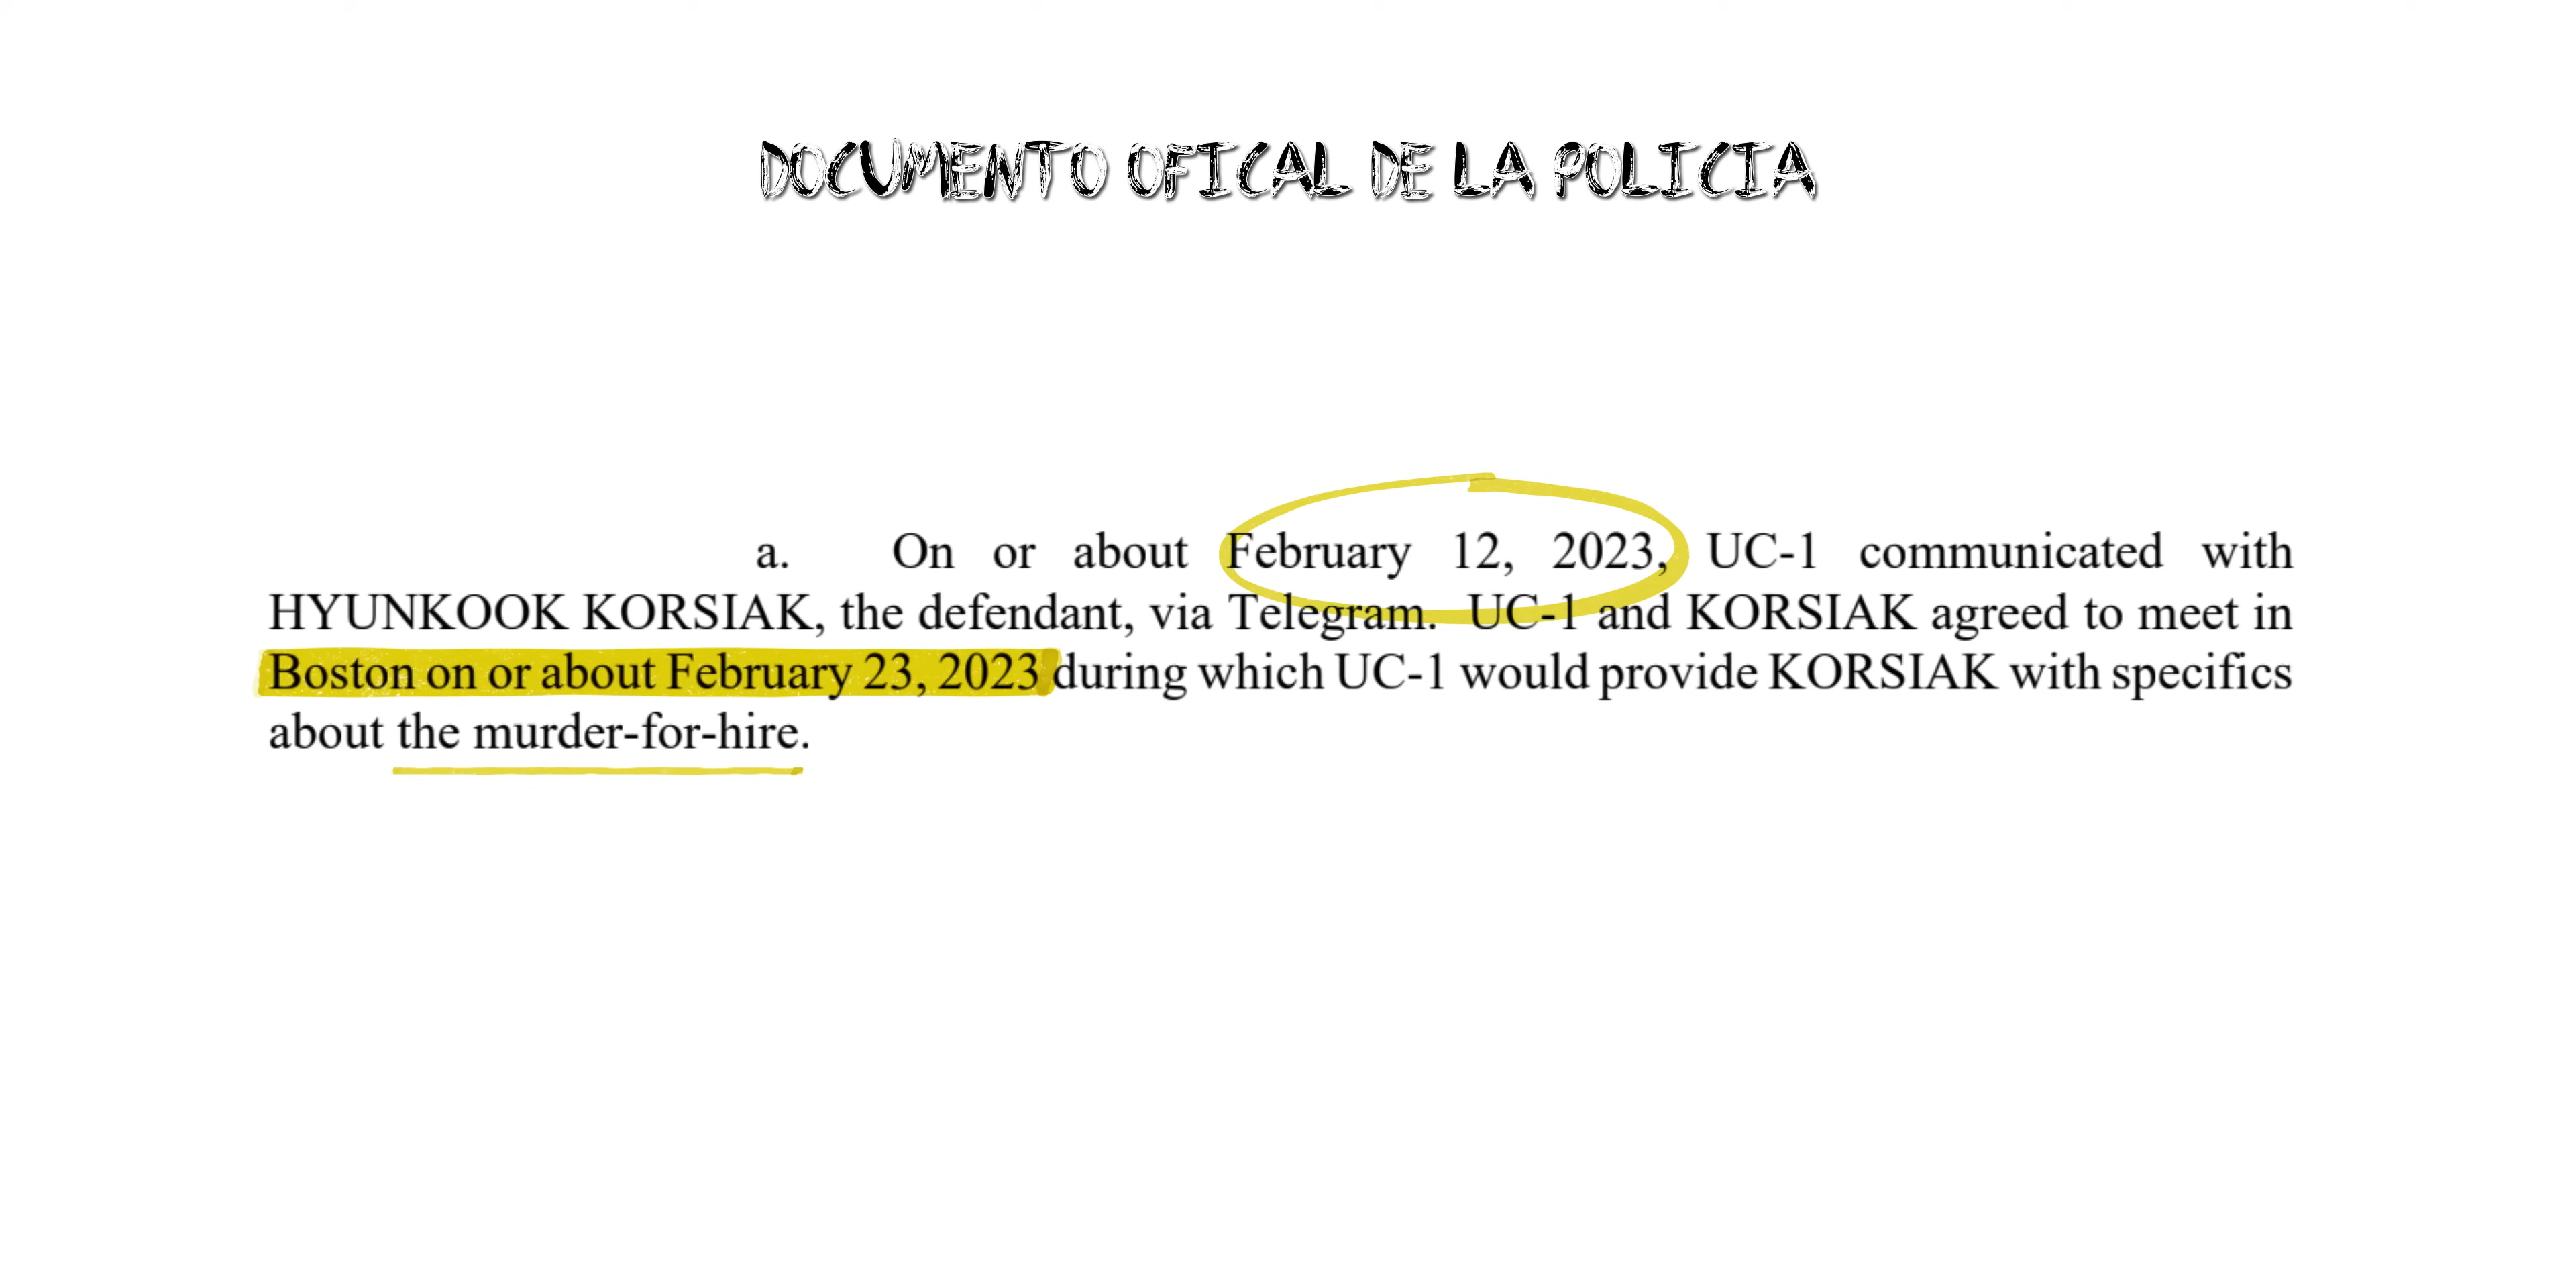 DOCUMENTO OFICAL DE LA POLICIA
a. On or about February 12, 2023, UC-1 communicated with
HYUNKOOK KORSIAK, the defendant, via Telegram. UC-1 and KORSIAK agreed to meet in
Boston on or about February 23, 2023 during which UC-1 would provide KORSIAK with specifics
about the murder-for-hire.